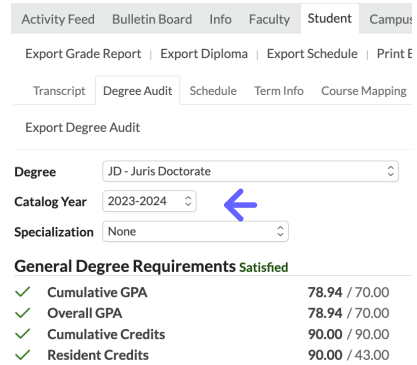 Activity Feed Bulletin Board Info Faculty Student Campus
Export Grade Report | Export Diploma | Export Schedule | Print
Transcript Degree Audit Schedule Term Info Course Mapping
Export Degree Audit
Degree JD - Juris Doctorate
Catalog Year 2023-2024
Specialization None
General Degree Requirements Satisfied
Cumulative GPA 78.94 / 70.00
Overall GPA 78.94 / 70.00
Cumulative Credits 90.00 / 90.00
Resident Credits 90.00 / 43.00